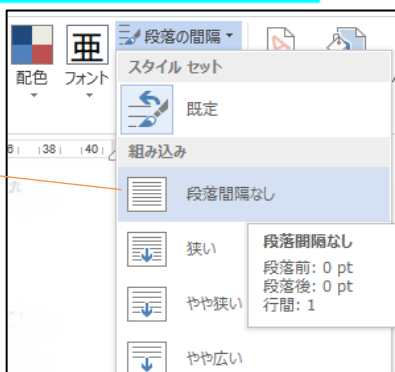 段落の間隔
配色 フォント
スタイル セット
既定
38 40
組み込み
段落間隔なし
狭い
段落間隔なし
段落前: 0 pt
段落後: 0 pt
行間: 1
やや狭い
やや広い